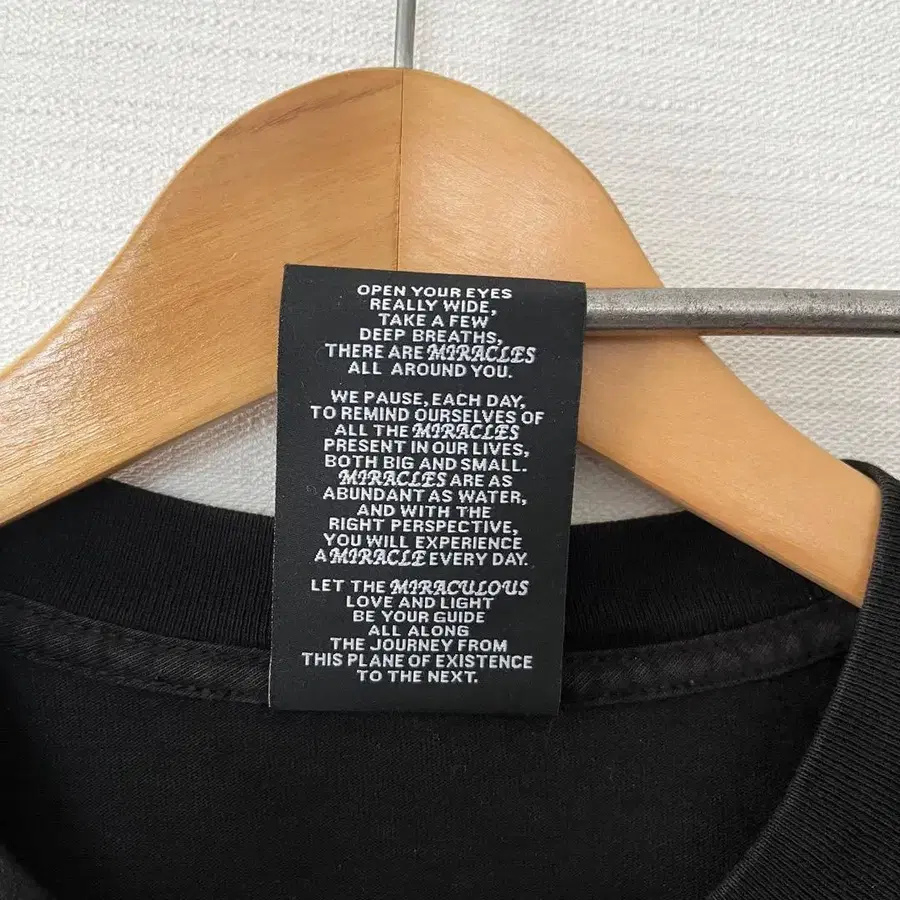 OPEN YOUR EYES
REALLY WIDE,
TAKE A FEW
DEEP BREATHS,
THERE ARE MIRACLES
ALL AROUND YOU.
WE PAUSE, EACH DAY,
TO REMIND OURSELVES OF
ALL THE MIRACLES
PRESENT IN OUR LIVES,
BOTH BIG AND SMALL.
MIRACLES ARE AS
ABUNDANT AS WATER,
AND WITH THE
RIGHT PERSPECTIVE,
YOU WILL EXPERIENCE
A MIRACLE EVERY DAY.
LET THE MIRACULOUS
LOVE AND LIGHT
BE YOUR GUIDE
ALL ALONG
THE JOURNEY FROM
THIS PLANE OF EXISTENCE
TO THE NEXT.